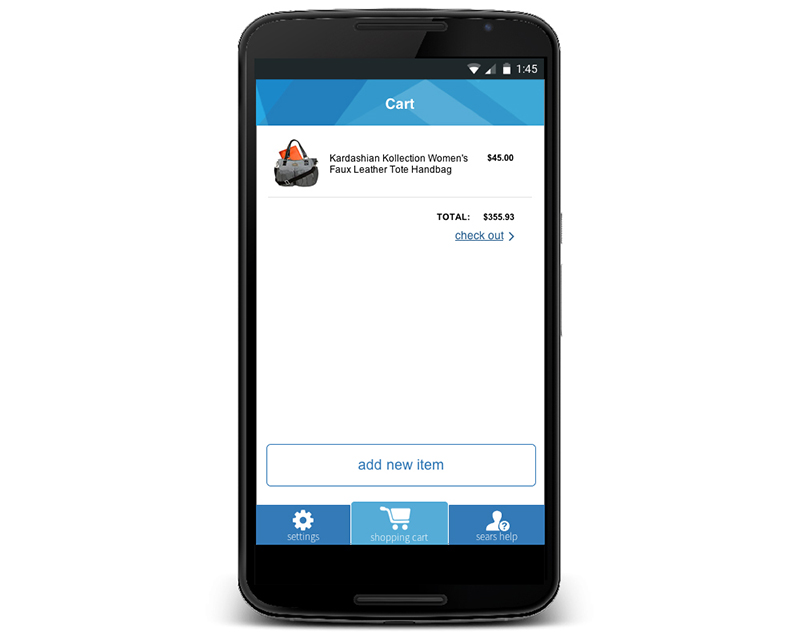 1:45
Cart
Kardashian Kollection Women's $45.00
Faux Leather Tote Handbag
TOTAL: $355.93
check out
add new item
settings shopping cart sears help